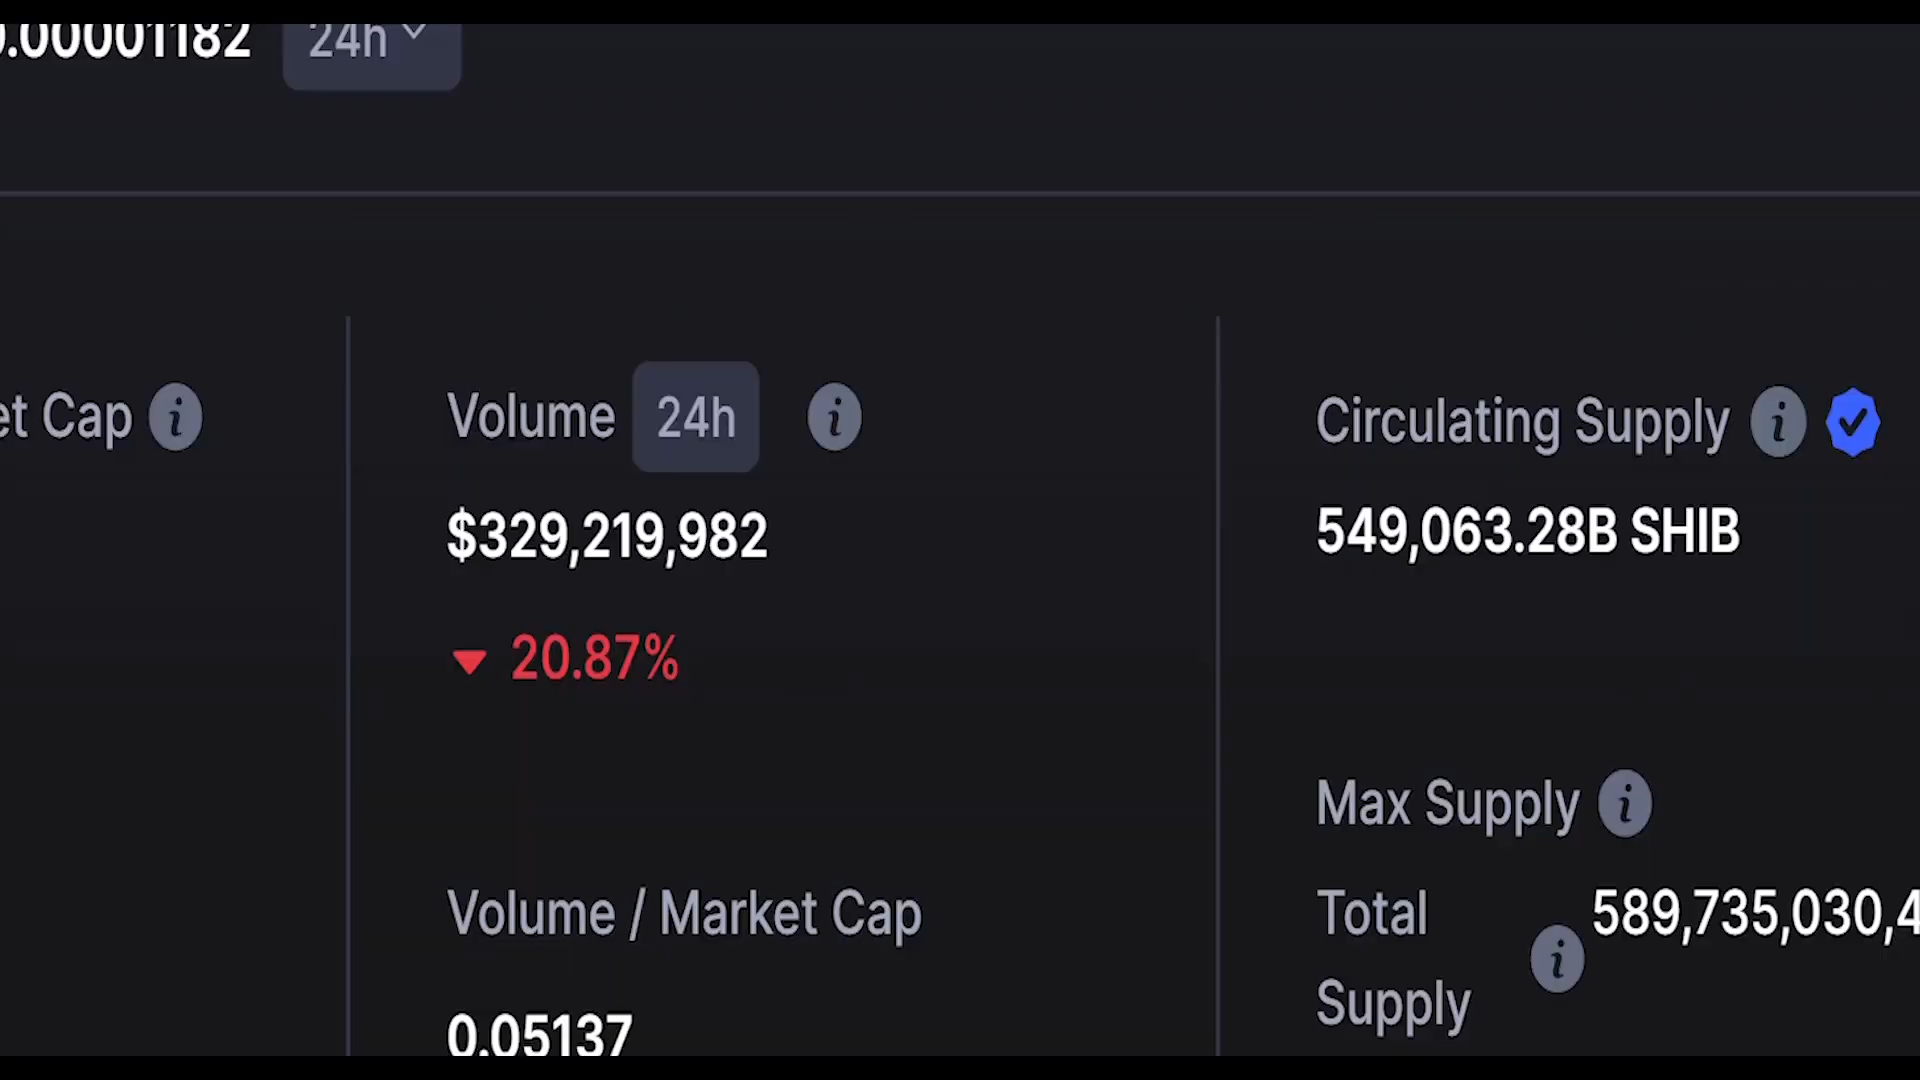 0.00001182 24h
et Cap
Volume 24h
$329,219,982
20.87%
Volume / Market Cap
0.05137
Circulating Supply
549,063.28B SHIB
Max Supply
Total Supply 589,735,030,4